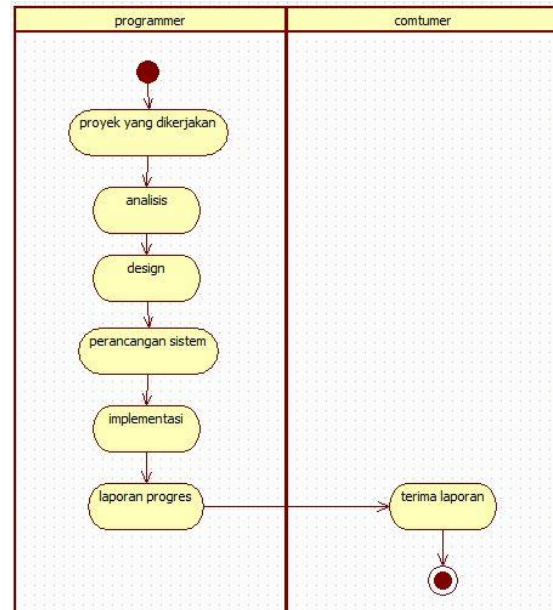 programmer
comtumer
proyek yang dikerjakan
analisis
design
perancangan sistem
implementasi
laporan progres
terima laporan